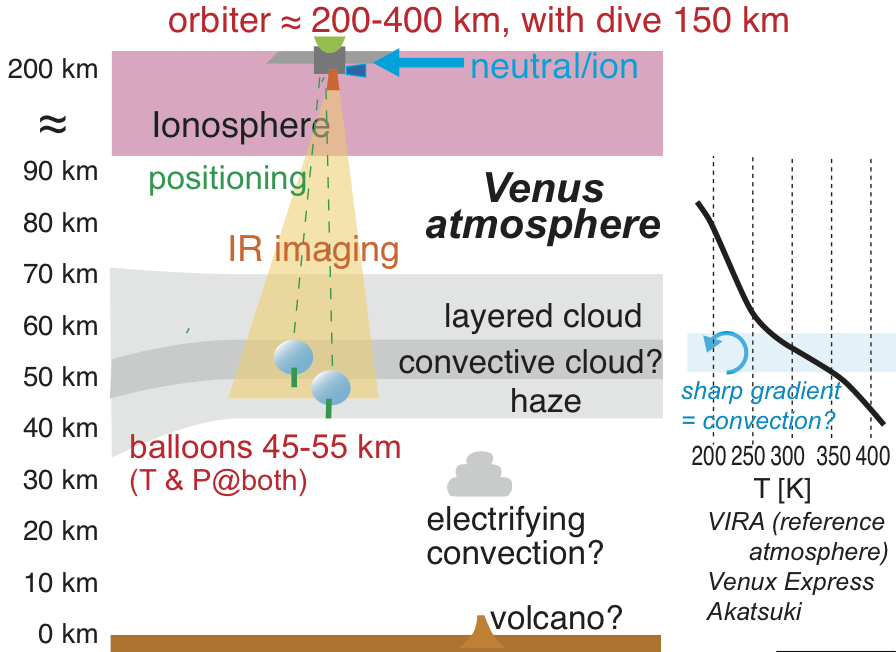 orbiter ≈ 200-400 km, with dive 150 km
200 km
neutral/ion
≈
Ionosphere
90 km
positioning
Venus
atmosphere
80 km
IR imaging
70 km
60 km
layered cloud
convective cloud?
50 km
haze
40 km
balloons 45-55 km
(T & P@both)
30 km
electrifying
convection?
20 km
10 km
volcano?
0 km
sharp gradient
= convection?
200 250 300 350 400
T [K]
VIRA (reference
atmosphere)
Venux Express
Akatsuki